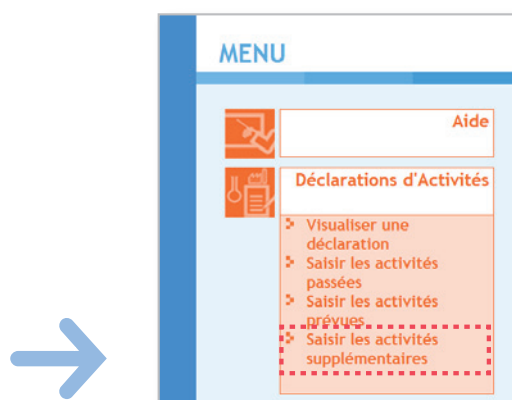 MENU
Aide
Déclarations d'Activités
Visualiser une
déclaration
Saisir les activités
passées
Saisir les activités
prévues
Saisir les activités
supplémentaires